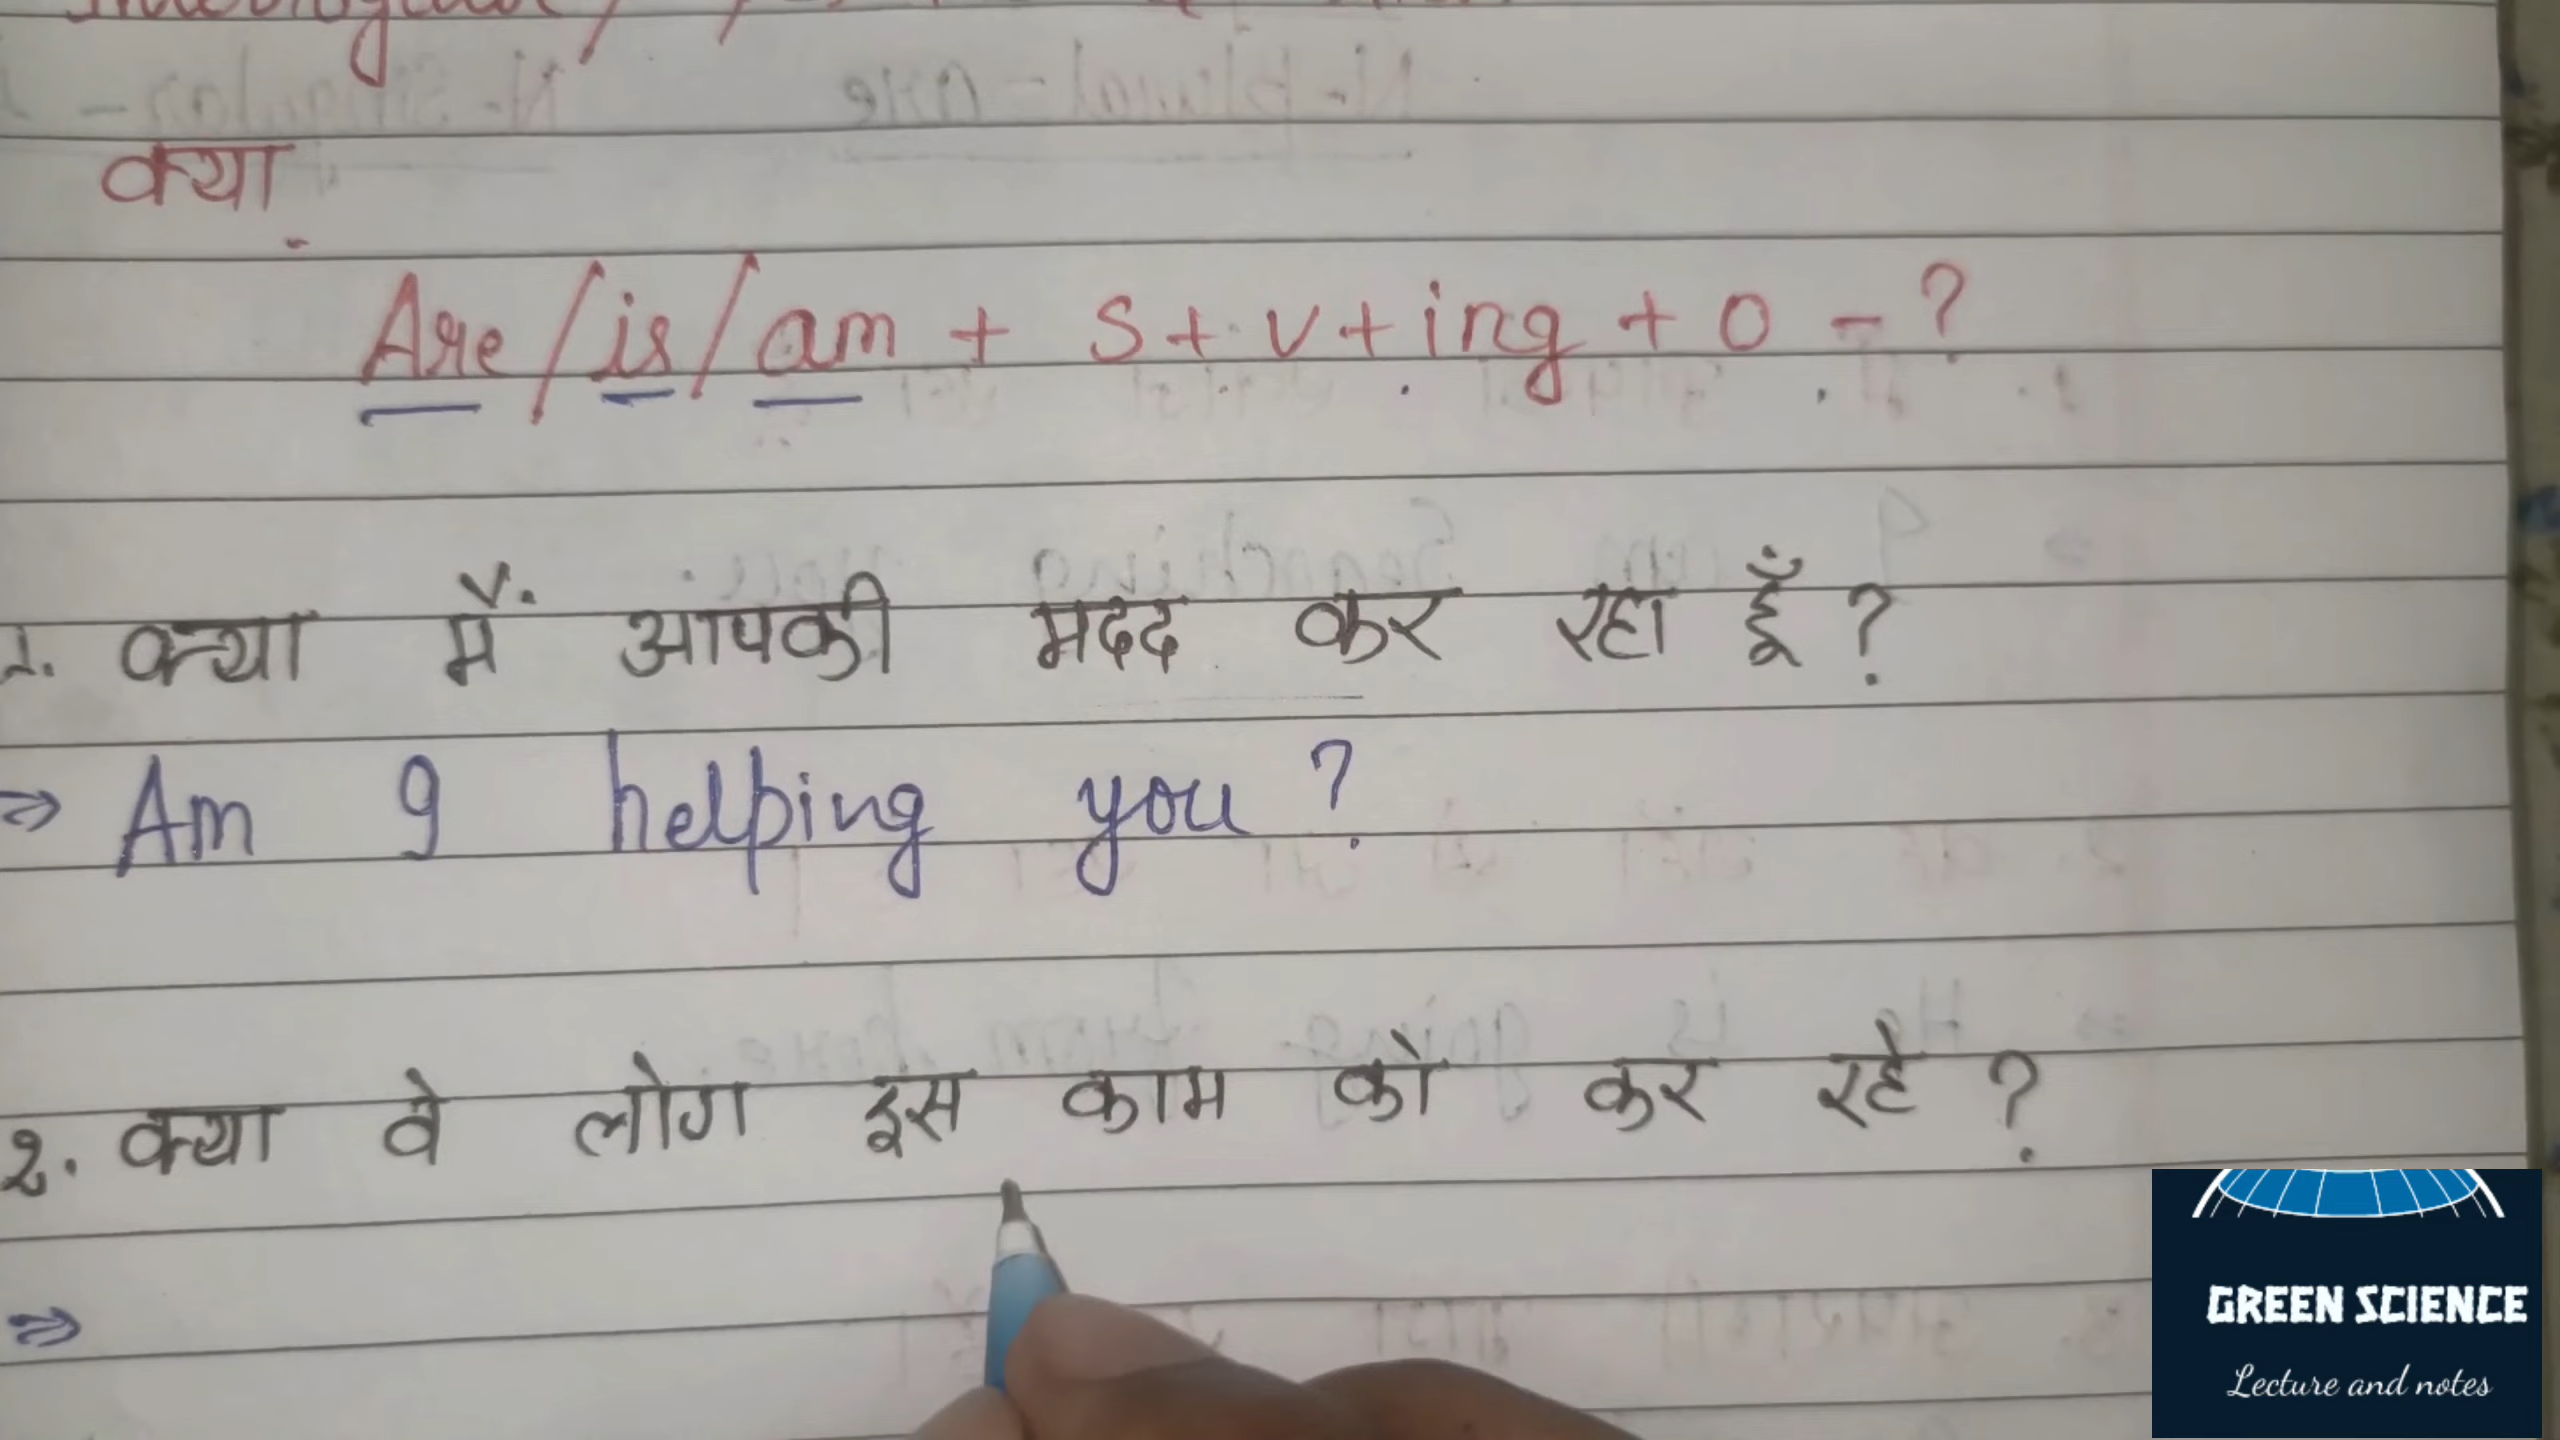 क्या
Are/is/am + S + v + ing + o - ?
1. क्या मैं आपकी मदद कर रहा हूँ ?
⇒ Am I helping you ?
2. क्या वे लोग इस काम को कर रहे ?
⇒
GREEN SCIENCE
Lecture and notes